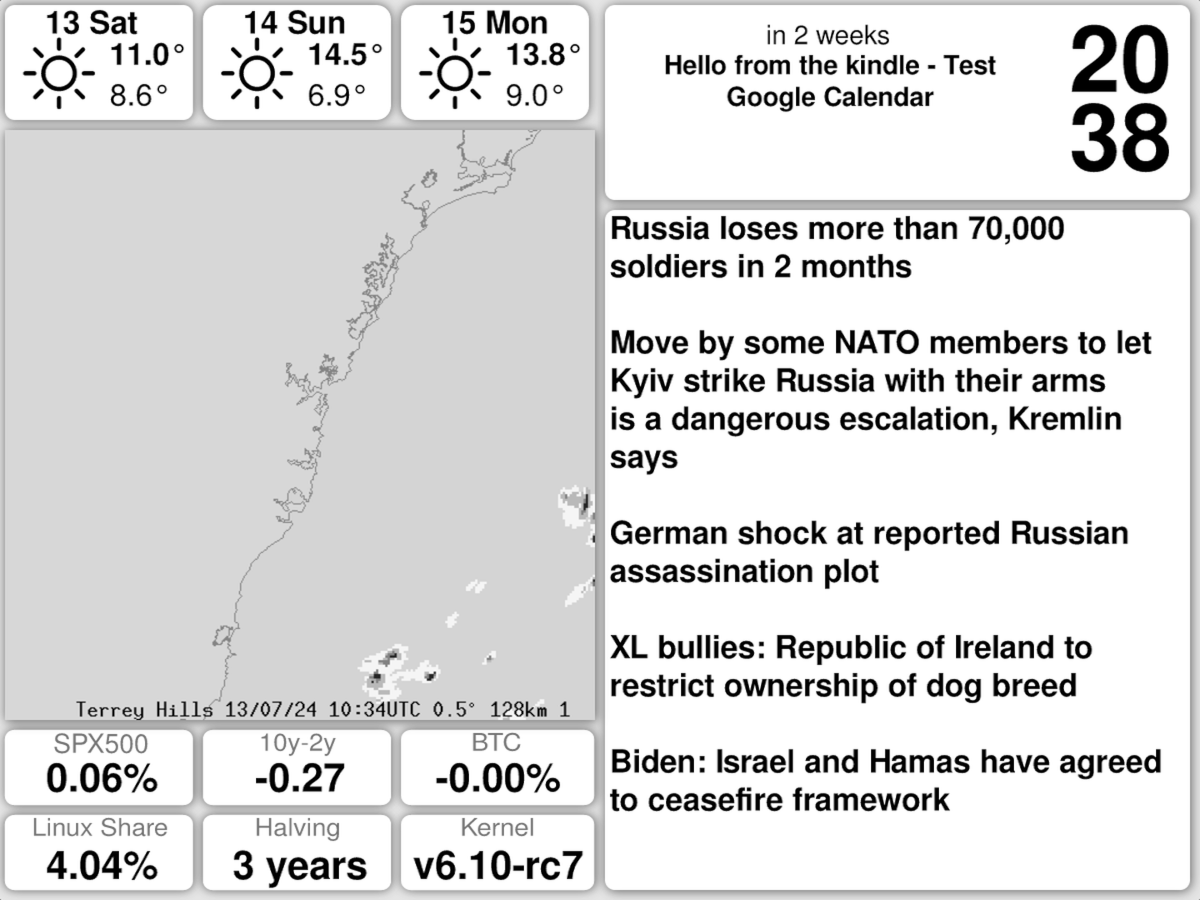 13 Sat
11.0°
8.6°
14 Sun
14.5°
6.9°
15 Mon
13.8°
9.0°
in 2 weeks
Hello from the kindle - Test
Google Calendar
20
38
Terrey Hills 13/07/24 10:34UTC 0.5° 128km 1
SPX500
0.06%
10y-2y
-0.27
BTC
-0.00%
Linux Share
4.04%
Halving
3 years
Kernel
v6.10-rc7
Russia loses more than 70,000
soldiers in 2 months
Move by some NATO members to let
Kyiv strike Russia with their arms
is a dangerous escalation, Kremlin
says
German shock at reported Russian
assassination plot
XL bullies: Republic of Ireland to
restrict ownership of dog breed
Biden: Israel and Hamas have agreed
to ceasefire framework